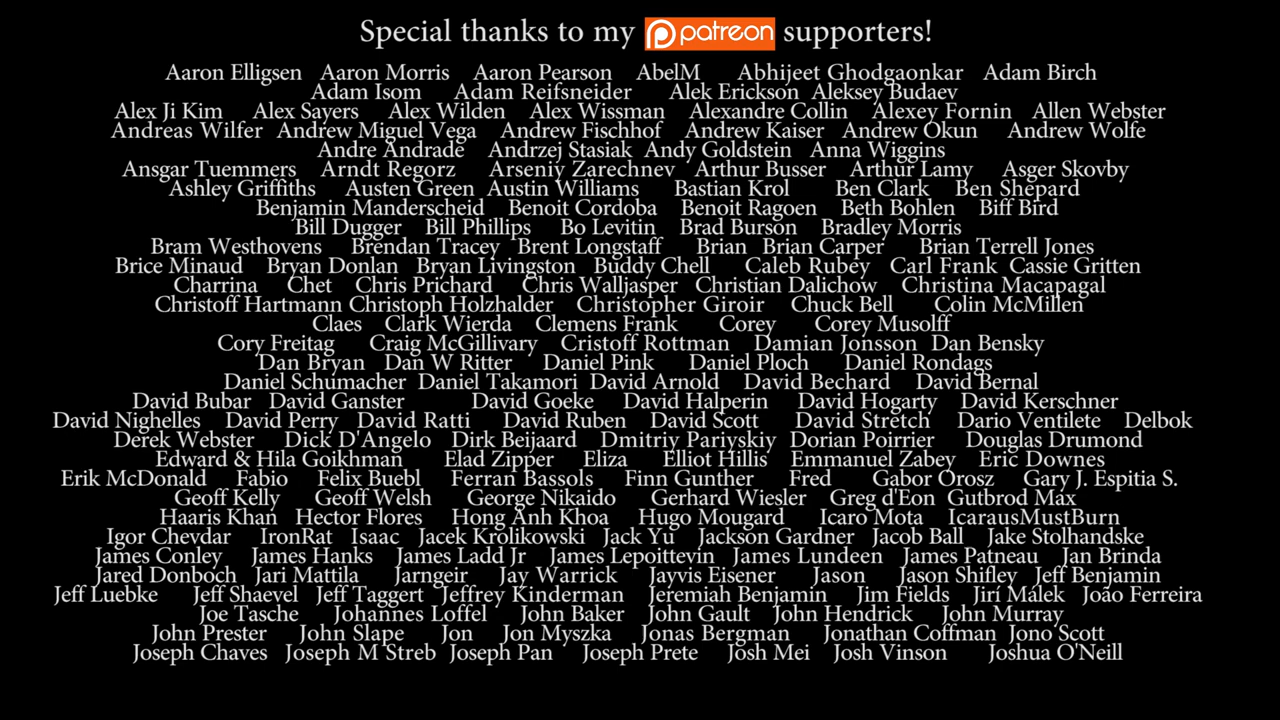 Special thanks to my patreon supporters!
Aaron Elligsen Aaron Morris Aaron Pearson AbelM Abhijeet Ghodgaonkar Adam Birch
Adam Isom Adam Reifsneider Alek Erickson Aleksey Budaev
Alex Ji Kim Alex Sayers Alex Wilden Alex Wissman Alexandre Collin Alexey Fornin Allen Webster
Andreas Wilfer Andrew Miguel Vega Andrew Fischhof Andrew Kaiser Andrew Okun Andrew Wolfe
Andre Andrade Andrzej Stasiak Andy Goldstein Anna Wiggins
Ansgar Tuemmers Arndt Regorz Arseniy Zarechnev Arthur Busser Arthur Lamy Asger Skovby
Ashley Griffiths Austen Green Austin Williams Bastian Krol Ben Clark Ben Shepard
Benjamin Manderscheid Benoit Cordoba Benoit Ragoen Beth Bohlen Biff Bird
Bill Dugger Bill Phillips Bo Levitin Brad Burson Bradley Morris
Bram Westhovens Brendan Tracey Brent Longstaff Brian Brian Carper Brian Terrell Jones
Brice Minaud Bryan Donlan Bryan Livingston Buddy Chell Caleb Rubey Carl Frank Cassie Gritten
Charrina Chet Chris Prichard Chris Walljasper Christian Dalichow Christina Macapagal
Christoff Hartmann Christoph Holzhalder Christopher Giroir Chuck Bell Colin McMillen
Claes Clark Wierda Clemens Frank Corey Corey Musolff
Cory Freitag Craig McGillivary Cristoff Rottman Damian Jonsson Dan Bensky
Dan Bryan Dan W Ritter Daniel Pink Daniel Ploch Daniel Rondags
Daniel Schumacher Daniel Takamori David Arnold David Bechard David Bernal
David Bubar David Ganster David Goeke David Halperin David Hogarty David Kerschner
David Nighelles David Perry David Ratti David Ruben David Scott David Stretch Dario Ventilete Delbok
Derek Webster Dick D'Angelo Dirk Beijaard Dmitriy Pariyskiy Dorian Poirrier Douglas Drumond
Edward & Hila Goikhman Elad Zipper Eliza Elliot Hillis Emmanuel Zabey Eric Downes
Erik McDonald Fabio Felix Buebl Ferran Bassols Finn Gunther Fred Gabor Orosz Gary J. Espitia S.
Geoff Kelly Geoff Welsh George Nikaido Gerhard Wiesler Greg d'Eon Gutbrod Max
Haaris Khan Hector Flores Hong Anh Khoa Hugo Mougard Icaro Mota IcarausMustBurn
Igor Chevdar IronRat Isaac Jacek Krolikowski Jack Yu Jackson Gardner Jacob Ball Jake Stolhandske
James Conley James Hanks James Ladd Jr James Lepoittevin James Lundeen James Patneau Jan Brinda
Jared Donboch Jari Mattila Jarngeir Jay Warrick Jayvis Eisener Jason Jason Shifley Jeff Benjamin
Jeff Luebke Jeff Shaevel Jeff Taggert Jeffrey Kinderman Jeremiah Benjamin Jim Fields Jirí Málek João Ferreira
Joe Tasche Johannes Loffel John Baker John Gault John Hendrick John Murray
John Prester John Slape Jon Jon Myszka Jonas Bergman Jonathan Coffman Jono Scott
Joseph Chaves Joseph M Streb Joseph Pan Joseph Prete Josh Mei Josh Vinson Joshua O'Neill